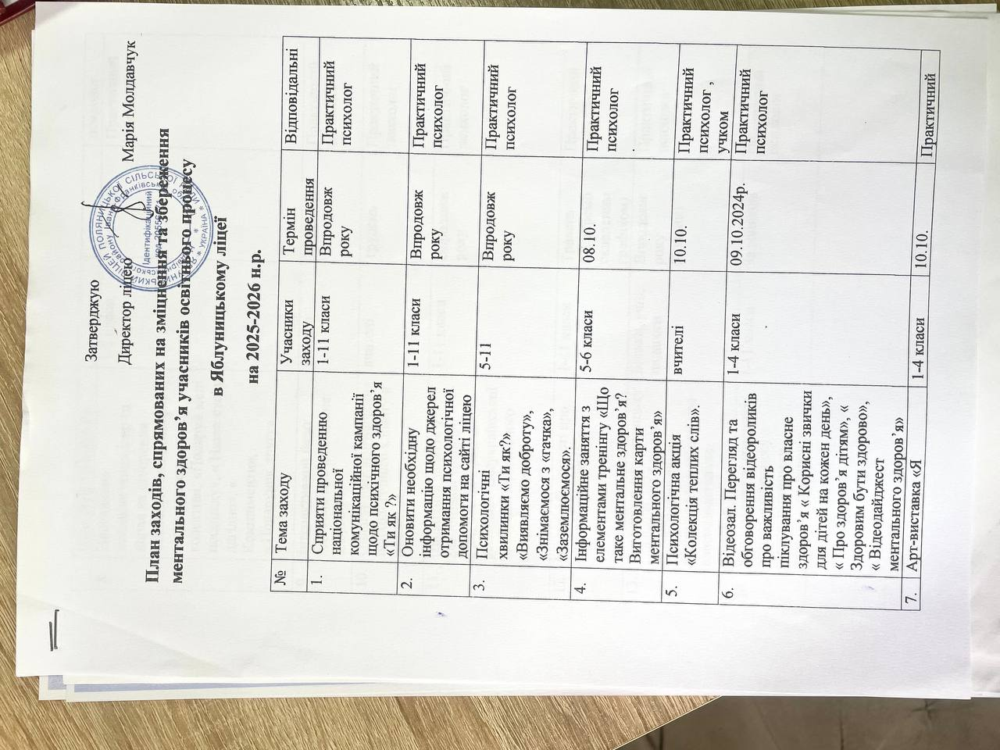 Затверджую
Директор ліцею Марія Молдавчук
План заходів, спрямованих на зміцнення та збереження
ментального здоров’я учасників освітнього процесу
в Яблуницькому ліцеї
на 2025-2026 н.р.
№ Тема заходу Учасники заходу Термін проведення Відповідальні
1. Сприяти проведенню
національної
комунікаційної кампанії
щодо психічного здоров’я
«Ти як ?»
1-11 класи
Впродовж
року
Практичний
психолог
2. Оновити необхідну
інформацію щодо джерел
отримання психологічної
допомоги на сайті ліцею
1-11 класи
Впродовж
року
Практичний
психолог
3. Психологічні
хвилинки «Ти як?»
«Виявляємо доброту»,
«Знімаємося з «гачка»,
«Заземлюємося».
5-11
Впродовж
року
Практичний
психолог
4. Інформаційне заняття з
елементами тренінгу «Що
таке ментальне здоров’я?
Виготовлення карти
ментального здоров’я»
5-6 класи
08.10.
Практичний
психолог
5. Психологічна акція
«Колекція теплих слів».
вчителі
10.10.
Практичний
психолог ,
учком
6. Відеозал. Перегляд та
обговорення відеороликів
про важливість
піклування про власне
здоров’я « Корисні звички
для дітей на кожен день»,
« Про здоров’я дітям», «
Здоровим бути здорово»,
« Відеодайджест
ментального здоров’я»
1-4 класи
09.10.2024р.
Практичний
психолог
7. Арт-виставка «Я
1-4 класи
10.10.
Практичний